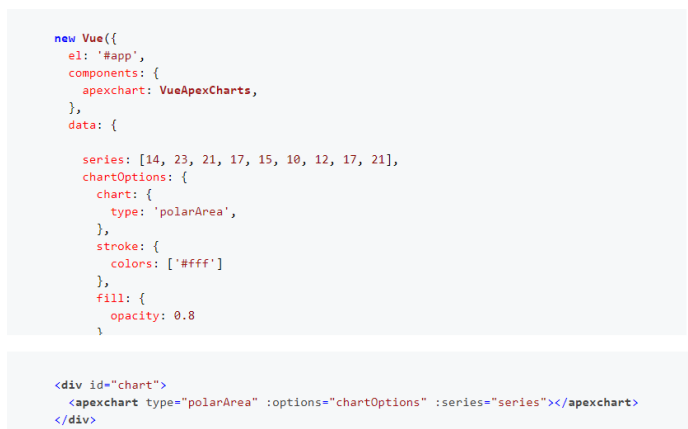 new Vue({
el: '#app',
components: {
apexchart: VueApexCharts,
},
data: {
series: [14, 23, 21, 17, 15, 10, 12, 17, 21],
chartOptions: {
chart: {
type: 'polarArea',
},
stroke: {
colors: ['#fff']
},
fill: {
opacity: 0.8
}
<div id="chart">
<apexchart type="polarArea" :options="chartOptions" :series="series"></apexchart>
</div>